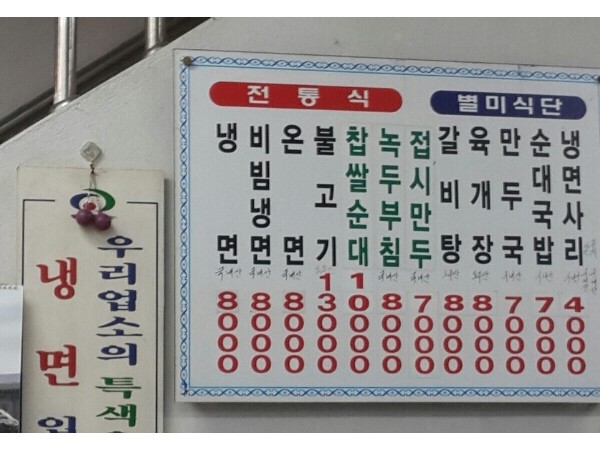 전통식
별미식단
냉면 8000
비빔냉면 8000
온면 8000
불고기 13000
찹쌀순대 10000
녹두부침 8000
접시만두 7000
갈비탕 8000
육개장 8000
만두국 7000
순대국밥 7000
냉면사리 4000
우리업소의 특색
냉면